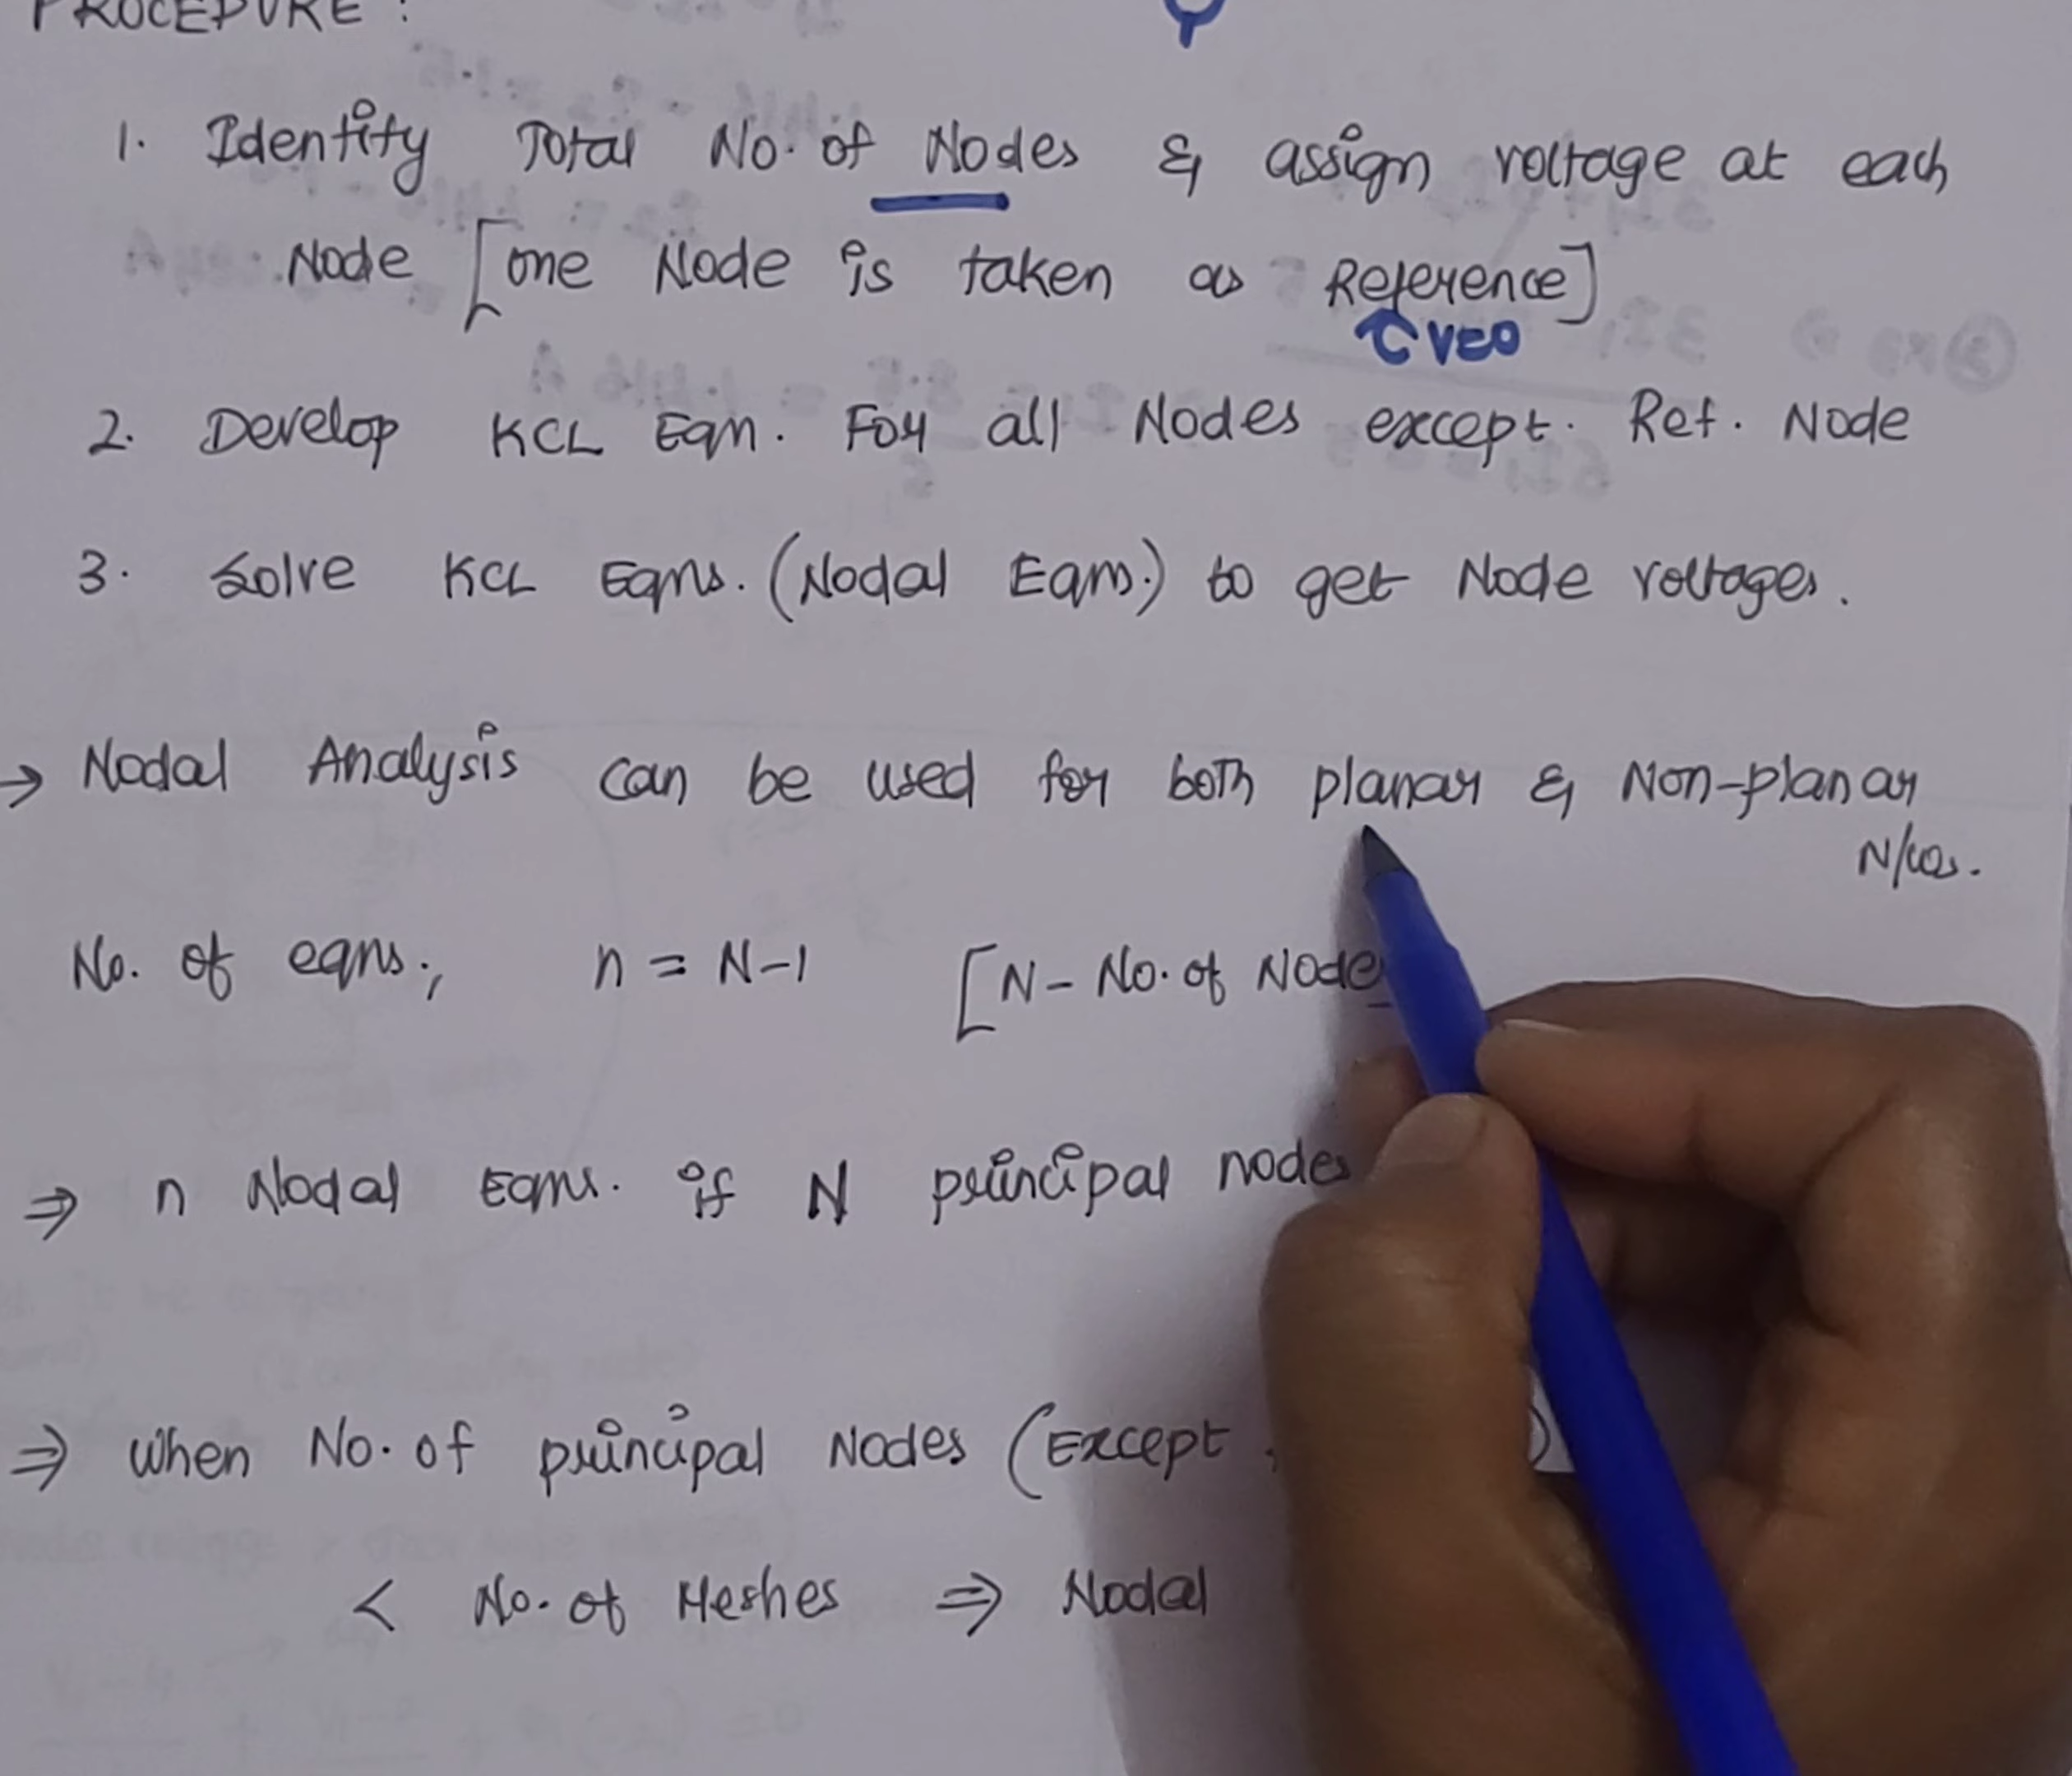 PROCEDURE :
1. Identity Total No. of Nodes & assign voltage at each
Node [one Node is taken as Reference]
V=0
2. Develop KCL Eqn. For all Nodes except. Ref. Node
3. Solve KCL Eqns. (Nodal Eqns.) to get Node voltages.
→ Nodal Analysis can be used for both planar & Non-planar
N/ws.
No. of eqns., n = N-1 [N - No. of Node
⇒ n Nodal Eqns. if N principal nodes
⇒ when No. of principal Nodes (Except
< No. of Meshes ⇒ Nodal